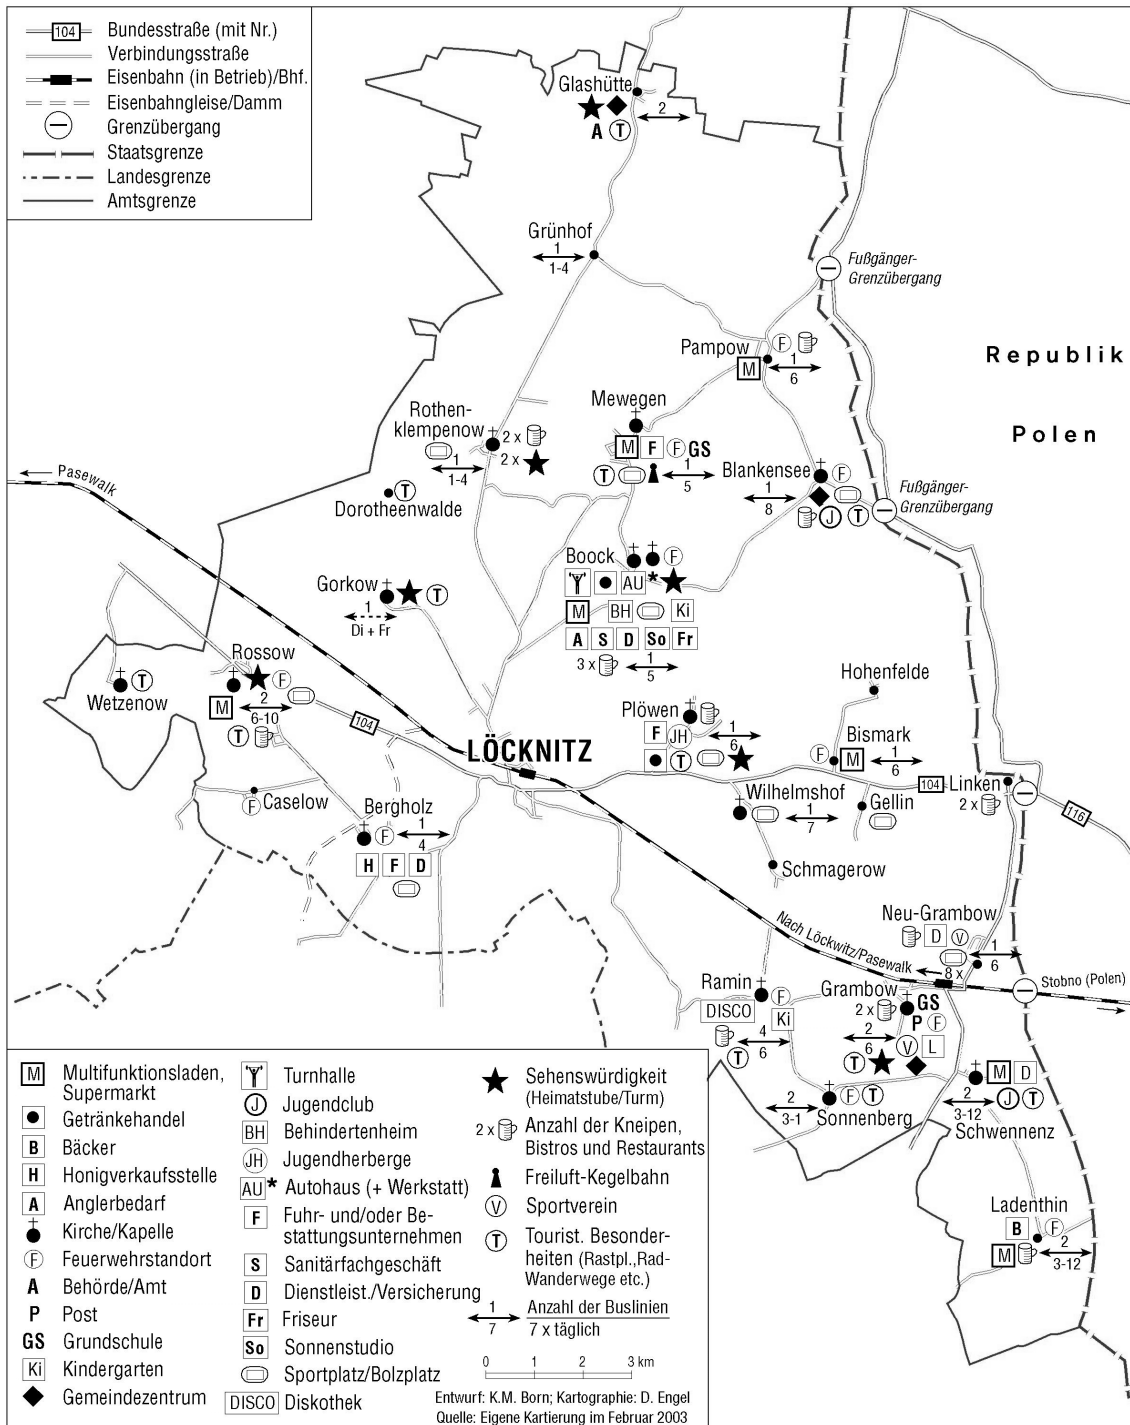 104 Bundesstraße (mit Nr.)
Verbindungsstraße
Eisenbahn (in Betrieb)/Bhf.
Eisenbahngleise/Damm
Grenzübergang
Staatsgrenze
Landesgrenze
Amtsgrenze
Glashütte
2
A T
Grünhof
1
1-4
Fußgänger-
Grenzübergang
Pampow
F
M
1
6
Republik
Polen
Mewegen
M F F GS
T
1
5
Rothen-
klempenow
2 x
2 x
1
1-4
Blankensee
F
1
8
J T
Fußgänger-
Grenzübergang
Pasewalk
T
Dorotheenwalde
Boock
F
AU *
M BH Ki
A S D So Fr
3 x
1
5
Gorkow
T
1
Di + Fr
Rossow
F
M
2
6-10
T
T
Wetzenow
104
Hohenfelde
Plöwen
F JH
1
6
T
Bismark
F M
1
6
LÖCKNITZ
Wilhelmshof
1
7
Gellin
104
Linken
2 x
116
Caselow
F
Bergholz
F
1
4
H F D
Schmagerow
Neu-Grambow
D V
1
6
Nach Löckwitz/Pasewalk
8 x
Stobno (Polen)
Ramin
F
DISCO
Ki
T
4
6
Grambow
2 x
GS
P F
V L
2
6
T
M D
J T
2
3-12
Schwennenz
F T
2
3-1
Sonnenberg
Ladenthin
B F
M
2
3-12
M Multifunktionsladen,
Supermarkt
Getränkehandel
B Bäcker
H Honigverkaufsstelle
A Anglerbedarf
Kirche/Kapelle
F Feuerwehrstandort
A Behörde/Amt
P Post
GS Grundschule
Ki Kindergarten
Gemeindezentrum
Turnhalle
J Jugendclub
BH Behindertenheim
JH Jugendherberge
AU * Autohaus (+ Werkstatt)
F Fuhr- und/oder Be-
stattungsunternehmen
S Sanitärfachgeschäft
D Dienstleist./Versicherung
Fr Friseur
So Sonnenstudio
Sportplatz/Bolzplatz
DISCO Diskothek
Sehenswürdigkeit
(Heimatstube/Turm)
2 x Anzahl der Kneipen,
Bistros und Restaurants
Freiluft-Kegelbahn
V Sportverein
T Tourist. Besonder-
heiten (Rastpl.,Rad-
Wanderwege etc.)
1 Anzahl der Buslinien
7 7 x täglich
0 1 2 3 km
Entwurf: K.M. Born; Kartographie: D. Engel
Quelle: Eigene Kartierung im Februar 2003